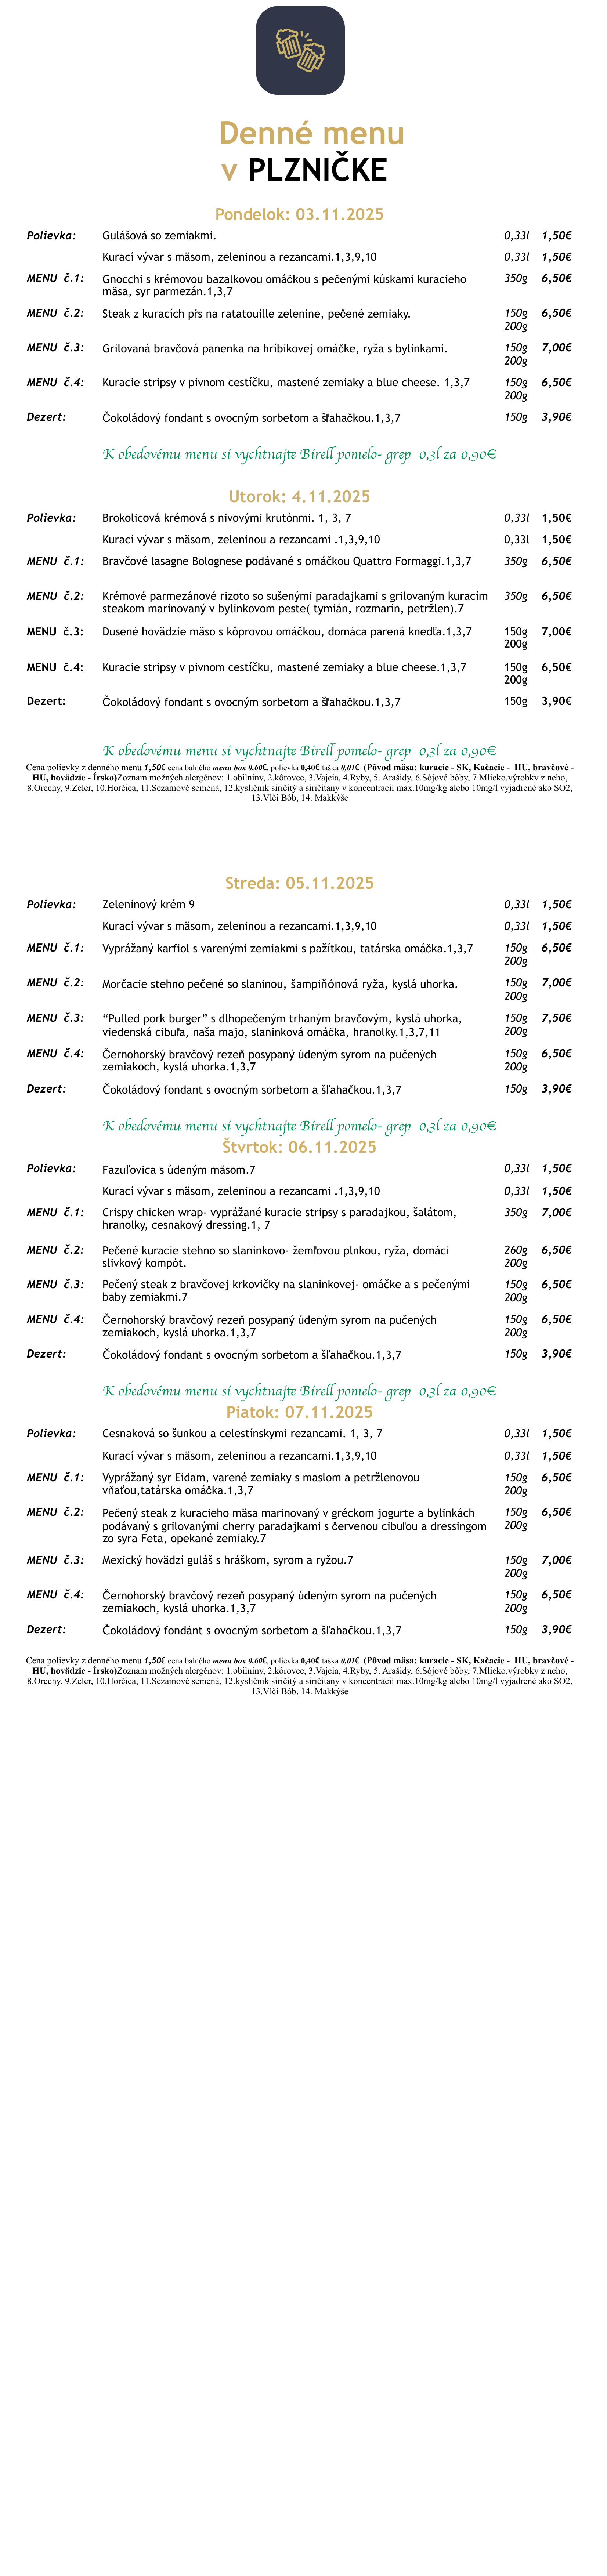 Denné menu
v PLZNIČKE
Pondelok: 03.11.2025
Polievka: Gulášová so zemiakmi. 0,33l 1,50€
Kurací vývar s mäsom, zeleninou a rezancami.1,3,9,10 0,33l 1,50€
MENU č.1: Gnocchi s krémovou bazalkovou omáčkou s pečenými kúskami kuracieho 350g 6,50€
mäsa, syr parmezán.1,3,7
MENU č.2: Steak z kuracích pŕs na ratatouille zelenine, pečené zemiaky. 150g 6,50€
200g
MENU č.3: Grilovaná bravčová panenka na hríbikovej omáčke, ryža s bylinkami. 150g 7,00€
200g
MENU č.4: Kuracie stripsy v pivnom cestíčku, mastené zemiaky a blue cheese. 1,3,7 150g 6,50€
200g
Dezert: Čokoládový fondant s ovocným sorbetom a šľahačkou.1,3,7 150g 3,90€
K obedovému menu si vychtnajte Birell pomelo- grep 0,3l za 0,90€
Utorok: 4.11.2025
Polievka: Brokolicová krémová s nivovými krutónmi. 1, 3, 7 0,33l 1,50€
Kurací vývar s mäsom, zeleninou a rezancami .1,3,9,10 0,33l 1,50€
MENU č.1: Bravčové lasagne Bolognese podávané s omáčkou Quattro Formaggi.1,3,7 350g 6,50€
MENU č.2: Krémové parmezánové rizoto so sušenými paradajkami s grilovaným kuracím 350g 6,50€
steakom marinovaný v bylinkovom peste( tymián, rozmarín, petržlen).7
MENU č.3: Dusené hovädzie mäso s kôprovou omáčkou, domáca parená knedľa.1,3,7 150g 7,00€
200g
MENU č.4: Kuracie stripsy v pivnom cestíčku, mastené zemiaky a blue cheese.1,3,7 150g 6,50€
200g
Dezert: Čokoládový fondant s ovocným sorbetom a šľahačkou.1,3,7 150g 3,90€
K obedovému menu si vychtnajte Birell pomelo- grep 0,3l za 0,90€
Cena polievky z denného menu 1,50€ cena balného menu box 0,60€, polievka 0,40€ taška 0,01€ (Pôvod mäsa: kuracie - SK, Kačacie - HU, bravčové -
HU, hovädzie - Írsko)Zoznam možných alergénov: 1.obilniny, 2.kôrovce, 3.Vajcia, 4.Ryby, 5. Arašidy, 6.Sójové bôby, 7.Mlieko,výrobky z neho,
8.Orechy, 9.Zeler, 10.Horčica, 11.Sézamové semená, 12.kysličník siričitý a siričitany v koncentrácií max.10mg/kg alebo 10mg/l vyjadrené ako SO2,
13.Vlčí Bôb, 14. Makkýše
Streda: 05.11.2025
Polievka: Zeleninový krém 9 0,33l 1,50€
Kurací vývar s mäsom, zeleninou a rezancami.1,3,9,10 0,33l 1,50€
MENU č.1: Vyprážaný karfiol s varenými zemiakmi s pažítkou, tatárska omáčka.1,3,7 150g 6,50€
200g
MENU č.2: Morčacie stehno pečené so slaninou, šampiňónová ryža, kyslá uhorka. 150g 7,00€
200g
MENU č.3: “Pulled pork burger” s dlhopečeným trhaným bravčovým, kyslá uhorka, 150g 7,50€
viedenská cibuľa, naša majo, slaninková omáčka, hranolky.1,3,7,11 200g
MENU č.4: Černohorský bravčový rezeň posypaný údeným syrom na pučených 150g 6,50€
zemiakoch, kyslá uhorka.1,3,7 200g
Dezert: Čokoládový fondant s ovocným sorbetom a šľahačkou.1,3,7 150g 3,90€
K obedovému menu si vychtnajte Birell pomelo- grep 0,3l za 0,90€
Štvrtok: 06.11.2025
Polievka: Fazuľovica s údeným mäsom.7 0,33l 1,50€
Kurací vývar s mäsom, zeleninou a rezancami .1,3,9,10 0,33l 1,50€
MENU č.1: Crispy chicken wrap- vyprážané kuracie stripsy s paradajkou, šalátom, 350g 7,00€
hranolky, cesnakový dressing.1, 7
MENU č.2: Pečené kuracie stehno so slaninkovo- žemľovou plnkou, ryža, domáci 260g 6,50€
slivkový kompót. 200g
MENU č.3: Pečený steak z bravčovej krkovičky na slaninkovej- omáčke a s pečenými 150g 6,50€
baby zemiakmi.7 200g
MENU č.4: Černohorský bravčový rezeň posypaný údeným syrom na pučených 150g 6,50€
zemiakoch, kyslá uhorka.1,3,7 200g
Dezert: Čokoládový fondant s ovocným sorbetom a šľahačkou.1,3,7 150g 3,90€
K obedovému menu si vychtnajte Birell pomelo- grep 0,3l za 0,90€
Piatok: 07.11.2025
Polievka: Cesnaková so šunkou a celestínskymi rezancami. 1, 3, 7 0,33l 1,50€
Kurací vývar s mäsom, zeleninou a rezancami.1,3,9,10 0,33l 1,50€
MENU č.1: Vyprážaný syr Eidam, varené zemiaky s maslom a petržlenovou 150g 6,50€
vňaťou,tatárska omáčka.1,3,7 200g
MENU č.2: Pečený steak z kuracieho mäsa marinovaný v gréckom jogurte a bylinkách 150g 6,50€
podávaný s grilovanými cherry paradajkami s červenou cibuľou a dressingom 200g
zo syra Feta, opekané zemiaky.7
MENU č.3: Mexický hovädzí guláš s hráškom, syrom a ryžou.7 150g 7,00€
200g
MENU č.4: Černohorský bravčový rezeň posypaný údeným syrom na pučených 150g 6,50€
zemiakoch, kyslá uhorka.1,3,7 200g
Dezert: Čokoládový fondánt s ovocným sorbetom a šľahačkou.1,3,7 150g 3,90€
Cena polievky z denného menu 1,50€ cena balného menu box 0,60€, polievka 0,40€ taška 0,01€ (Pôvod mäsa: kuracie - SK, Kačacie - HU, bravčové -
HU, hovädzie - Írsko)Zoznam možných alergénov: 1.obilniny, 2.kôrovce, 3.Vajcia, 4.Ryby, 5. Arašidy, 6.Sójové bôby, 7.Mlieko,výrobky z neho,
8.Orechy, 9.Zeler, 10.Horčica, 11.Sézamové semená, 12.kysličník siričitý a siričitany v koncentrácií max.10mg/kg alebo 10mg/l vyjadrené ako SO2,
13.Vlčí Bôb, 14. Makkýše